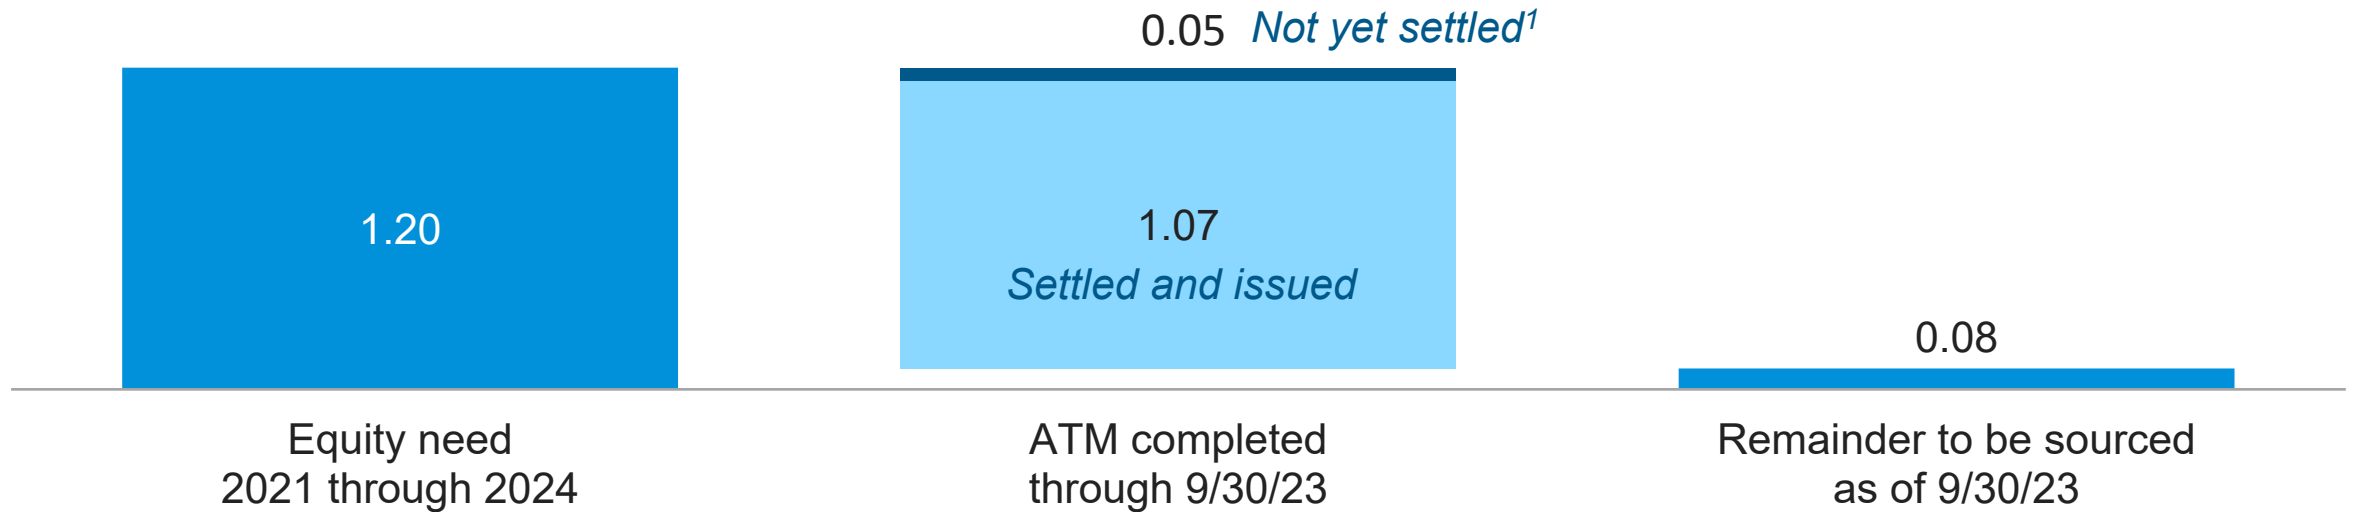 0.05 Not yet settled¹
1.20
1.07
Settled and issued
0.08
Equity need
2021 through 2024
ATM completed
through 9/30/23
Remainder to be sourced
as of 9/30/23